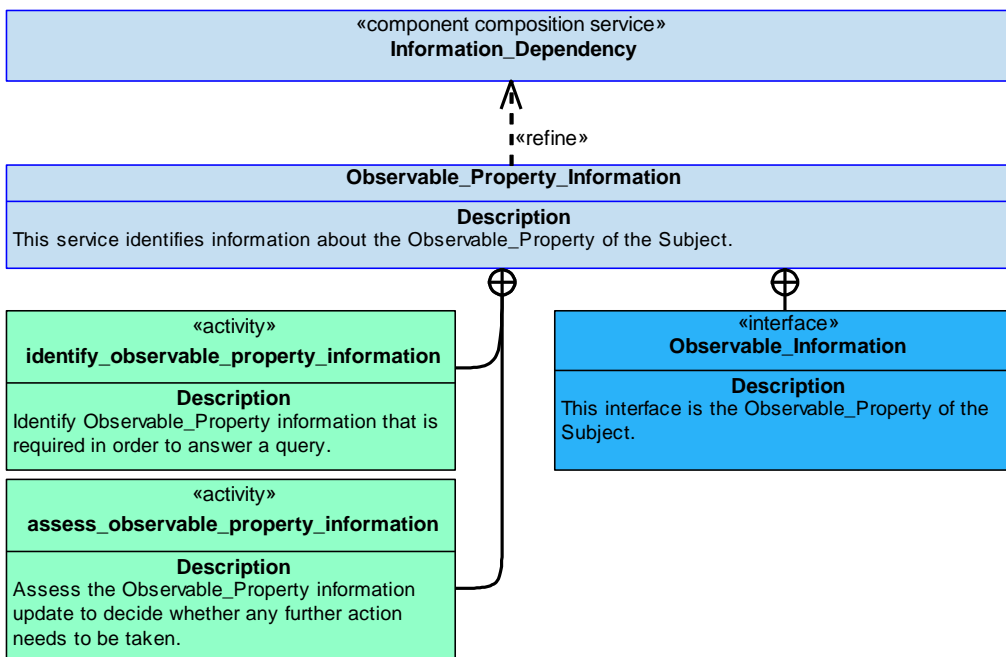 «component composition service»
Information_Dependency
«refine»
Observable_Property_Information
Description
This service identifies information about the Observable_Property of the Subject.
«activity»
identify_observable_property_information
Description
Identify Observable_Property information that is
required in order to answer a query.
«interface»
Observable_Information
Description
This interface is the Observable_Property of the
Subject.
«activity»
assess_observable_property_information
Description
Assess the Observable_Property information
update to decide whether any further action
needs to be taken.